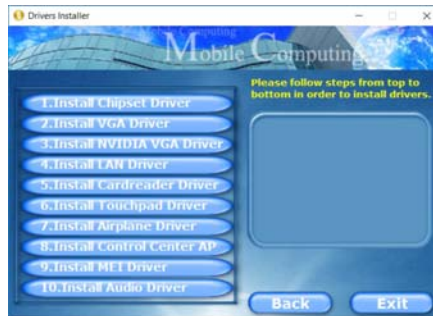 Drivers Installer
Mobile Computing
Please follow steps from top to
bottom in order to install drivers.
1.Install Chipset Driver
2.Install VGA Driver
3.Install NVIDIA VGA Driver
4.Install LAN Driver
5.Install Cardreader Driver
6.Install Touchpad Driver
7.Install Airplane Driver
8.Install Control Center AP
9.Install MEI Driver
10.Install Audio Driver
Back
Exit